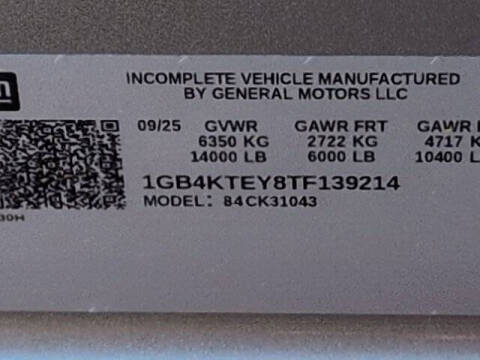 INCOMPLETE VEHICLE MANUFACTURED
BY GENERAL MOTORS LLC
09/25 GVWR GAWR FRT GAWR
6350 KG 2722 KG 4717 K
14000 LB 6000 LB 10400 L
1GB4KTEY8TF139214
MODEL: 84CK31043
30H